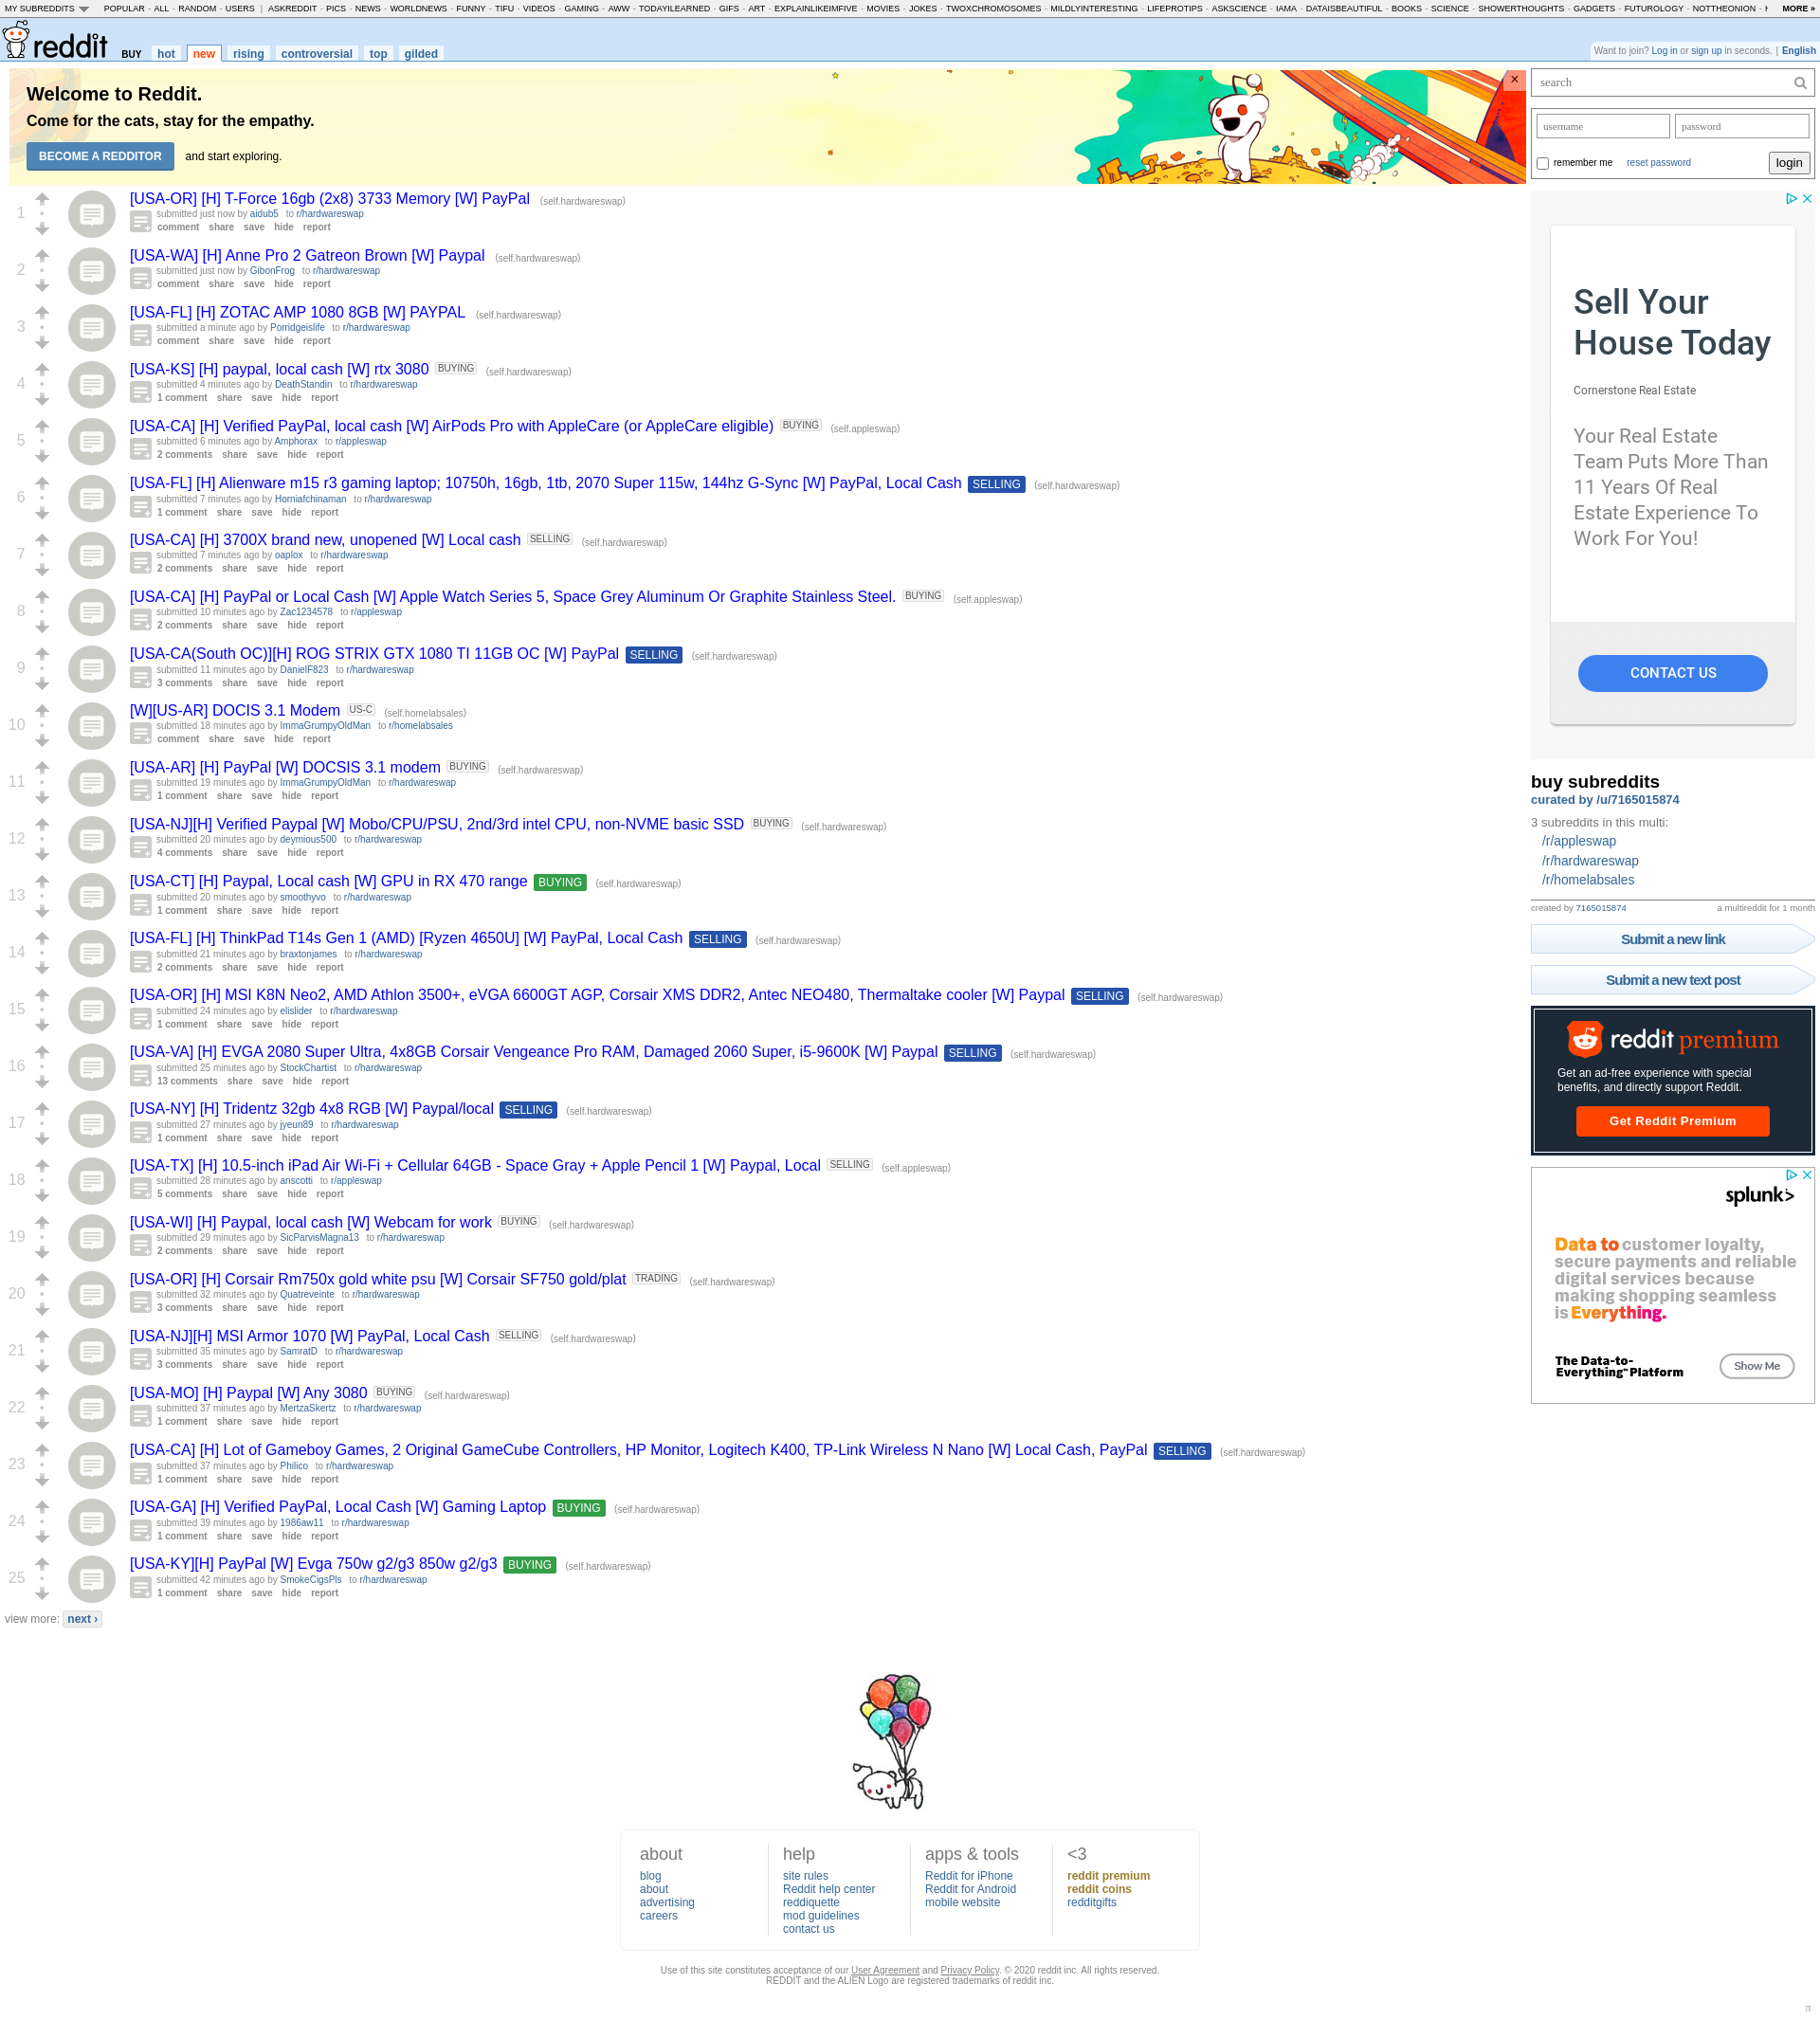 MY SUBREDDITS POPULAR - ALL - RANDOM - USERS | ASKREDDIT - PICS - NEWS - WORLDNEWS - FUNNY - TIFU - VIDEOS - GAMING - AWW - TODAYILEARNED - GIFS - ART - EXPLAINLIKEIMFIVE - MOVIES - JOKES - TWOXCHROMOSOMES - MILDLYINTERESTING - LIFEPROTIPS - ASKSCIENCE - IAMA - DATAISBEAUTIFUL - BOOKS - SCIENCE - SHOWERTHOUGHTS - GADGETS - FUTUROLOGY - NOTTHEONION - MORE »
reddit BUY hot new rising controversial top gilded
Want to join? Log in or sign up in seconds. | English
Welcome to Reddit.
Come for the cats, stay for the empathy.
BECOME A REDDITOR and start exploring.
1
[USA-OR] [H] T-Force 16gb (2x8) 3733 Memory [W] PayPal (self.hardwareswap)
submitted just now by aidub5 to r/hardwareswap
comment share save hide report
2
[USA-WA] [H] Anne Pro 2 Gatreon Brown [W] Paypal (self.hardwareswap)
submitted just now by GibonFrog to r/hardwareswap
comment share save hide report
3
[USA-FL] [H] ZOTAC AMP 1080 8GB [W] PAYPAL (self.hardwareswap)
submitted a minute ago by Porridgeislife to r/hardwareswap
comment share save hide report
4
[USA-KS] [H] paypal, local cash [W] rtx 3080 BUYING (self.hardwareswap)
submitted 4 minutes ago by DeathStandin to r/hardwareswap
1 comment share save hide report
5
[USA-CA] [H] Verified PayPal, local cash [W] AirPods Pro with AppleCare (or AppleCare eligible) BUYING (self.appleswap)
submitted 6 minutes ago by Amphorax to r/appleswap
2 comments share save hide report
6
[USA-FL] [H] Alienware m15 r3 gaming laptop; 10750h, 16gb, 1tb, 2070 Super 115w, 144hz G-Sync [W] PayPal, Local Cash SELLING (self.hardwareswap)
submitted 7 minutes ago by Horniafchinaman to r/hardwareswap
1 comment share save hide report
7
[USA-CA] [H] 3700X brand new, unopened [W] Local cash SELLING (self.hardwareswap)
submitted 7 minutes ago by oaplox to r/hardwareswap
2 comments share save hide report
8
[USA-CA] [H] PayPal or Local Cash [W] Apple Watch Series 5, Space Grey Aluminum Or Graphite Stainless Steel. BUYING (self.appleswap)
submitted 10 minutes ago by Zac1234578 to r/appleswap
2 comments share save hide report
9
[USA-CA(South OC)][H] ROG STRIX GTX 1080 TI 11GB OC [W] PayPal SELLING (self.hardwareswap)
submitted 11 minutes ago by DanielF823 to r/hardwareswap
3 comments share save hide report
10
[W][US-AR] DOCIS 3.1 Modem US-C (self.homelabsales)
submitted 18 minutes ago by ImmaGrumpyOldMan to r/homelabsales
comment share save hide report
11
[USA-AR] [H] PayPal [W] DOCSIS 3.1 modem BUYING (self.hardwareswap)
submitted 19 minutes ago by ImmaGrumpyOldMan to r/hardwareswap
1 comment share save hide report
12
[USA-NJ][H] Verified Paypal [W] Mobo/CPU/PSU, 2nd/3rd intel CPU, non-NVME basic SSD BUYING (self.hardwareswap)
submitted 20 minutes ago by deymious500 to r/hardwareswap
4 comments share save hide report
13
[USA-CT] [H] Paypal, Local cash [W] GPU in RX 470 range BUYING (self.hardwareswap)
submitted 20 minutes ago by smoothyvo to r/hardwareswap
1 comment share save hide report
14
[USA-FL] [H] ThinkPad T14s Gen 1 (AMD) [Ryzen 4650U] [W] PayPal, Local Cash SELLING (self.hardwareswap)
submitted 21 minutes ago by braxtonjames to r/hardwareswap
2 comments share save hide report
15
[USA-OR] [H] MSI K8N Neo2, AMD Athlon 3500+, eVGA 6600GT AGP, Corsair XMS DDR2, Antec NEO480, Thermaltake cooler [W] Paypal SELLING (self.hardwareswap)
submitted 24 minutes ago by elislider to r/hardwareswap
1 comment share save hide report
16
[USA-VA] [H] EVGA 2080 Super Ultra, 4x8GB Corsair Vengeance Pro RAM, Damaged 2060 Super, i5-9600K [W] Paypal SELLING (self.hardwareswap)
submitted 25 minutes ago by StockChartist to r/hardwareswap
13 comments share save hide report
17
[USA-NY] [H] Tridentz 32gb 4x8 RGB [W] Paypal/local SELLING (self.hardwareswap)
submitted 27 minutes ago by jyeun89 to r/hardwareswap
1 comment share save hide report
18
[USA-TX] [H] 10.5-inch iPad Air Wi-Fi + Cellular 64GB - Space Gray + Apple Pencil 1 [W] Paypal, Local SELLING (self.appleswap)
submitted 28 minutes ago by anscotti to r/appleswap
5 comments share save hide report
19
[USA-WI] [H] Paypal, local cash [W] Webcam for work BUYING (self.hardwareswap)
submitted 29 minutes ago by SicParvisMagna13 to r/hardwareswap
2 comments share save hide report
20
[USA-OR] [H] Corsair Rm750x gold white psu [W] Corsair SF750 gold/plat TRADING (self.hardwareswap)
submitted 32 minutes ago by Quatreveinte to r/hardwareswap
3 comments share save hide report
21
[USA-NJ][H] MSI Armor 1070 [W] PayPal, Local Cash SELLING (self.hardwareswap)
submitted 35 minutes ago by SamratD to r/hardwareswap
3 comments share save hide report
22
[USA-MO] [H] Paypal [W] Any 3080 BUYING (self.hardwareswap)
submitted 37 minutes ago by MertzaSkertz to r/hardwareswap
1 comment share save hide report
23
[USA-CA] [H] Lot of Gameboy Games, 2 Original GameCube Controllers, HP Monitor, Logitech K400, TP-Link Wireless N Nano [W] Local Cash, PayPal SELLING (self.hardwareswap)
submitted 37 minutes ago by Philico to r/hardwareswap
1 comment share save hide report
24
[USA-GA] [H] Verified PayPal, Local Cash [W] Gaming Laptop BUYING (self.hardwareswap)
submitted 39 minutes ago by 1986aw11 to r/hardwareswap
1 comment share save hide report
25
[USA-KY][H] PayPal [W] Evga 750w g2/g3 850w g2/g3 BUYING (self.hardwareswap)
submitted 42 minutes ago by SmokeCigsPls to r/hardwareswap
1 comment share save hide report
view more: next ›
search
username password
remember me reset password login
Sell Your
House Today
Cornerstone Real Estate
Your Real Estate
Team Puts More Than
11 Years Of Real
Estate Experience To
Work For You!
CONTACT US
buy subreddits
curated by /u/7165015874
3 subreddits in this multi:
/r/appleswap
/r/hardwareswap
/r/homelabsales
created by 7165015874 a multireddit for 1 month
Submit a new link
Submit a new text post
reddit premium
Get an ad-free experience with special
benefits, and directly support Reddit.
Get Reddit Premium
splunk>
Data to customer loyalty,
secure payments and reliable
digital services because
making shopping seamless
is Everything.
The Data-to-
Everything™ Platform
Show Me
about
blog
about
advertising
careers
help
site rules
Reddit help center
reddiquette
mod guidelines
contact us
apps & tools
Reddit for iPhone
Reddit for Android
mobile website
<3
reddit premium
reddit coins
redditgifts
Use of this site constitutes acceptance of our User Agreement and Privacy Policy. © 2020 reddit inc. All rights reserved.
REDDIT and the ALIEN Logo are registered trademarks of reddit inc.
π